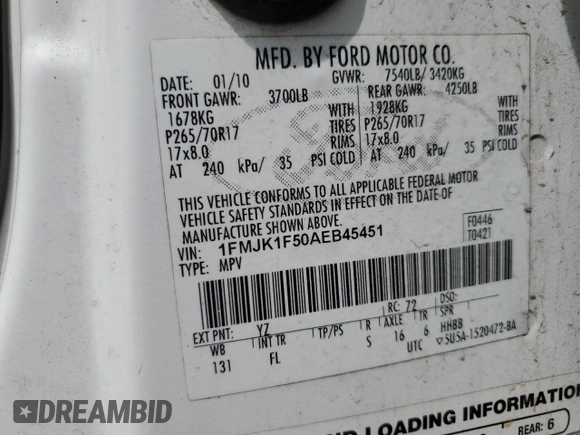 MFD. BY FORD MOTOR CO.
DATE: 01/10 GVWR: 7540LB/ 3420KG
FRONT GAWR: 3700LB REAR GAWR: 4250LB
1678KG WITH 1928KG WITH
P265/70R17 TIRES P265/70R17 TIRES
17x8.0 RIMS 17x8.0 RIMS
AT 240 kPa/ 35 PSI COLD AT 240 kPa/ 35 PSI COLD
THIS VEHICLE CONFORMS TO ALL APPLICABLE FEDERAL MOTOR
VEHICLE SAFETY STANDARDS IN EFFECT ON THE DATE OF
MANUFACTURE SHOWN ABOVE.
VIN: 1FMJK1F50AEB45451 F0446
TYPE: MPV T0421
EXT PNT: YZ RC: 72 DSO:
WB INT TR TP/PS R AXLE TR SPR
131 FL S 16 6 HHBB
UTC ▽5U5A-1520472-BA
AND LOADING INFORMATION
REAR: 6
DREAMBID